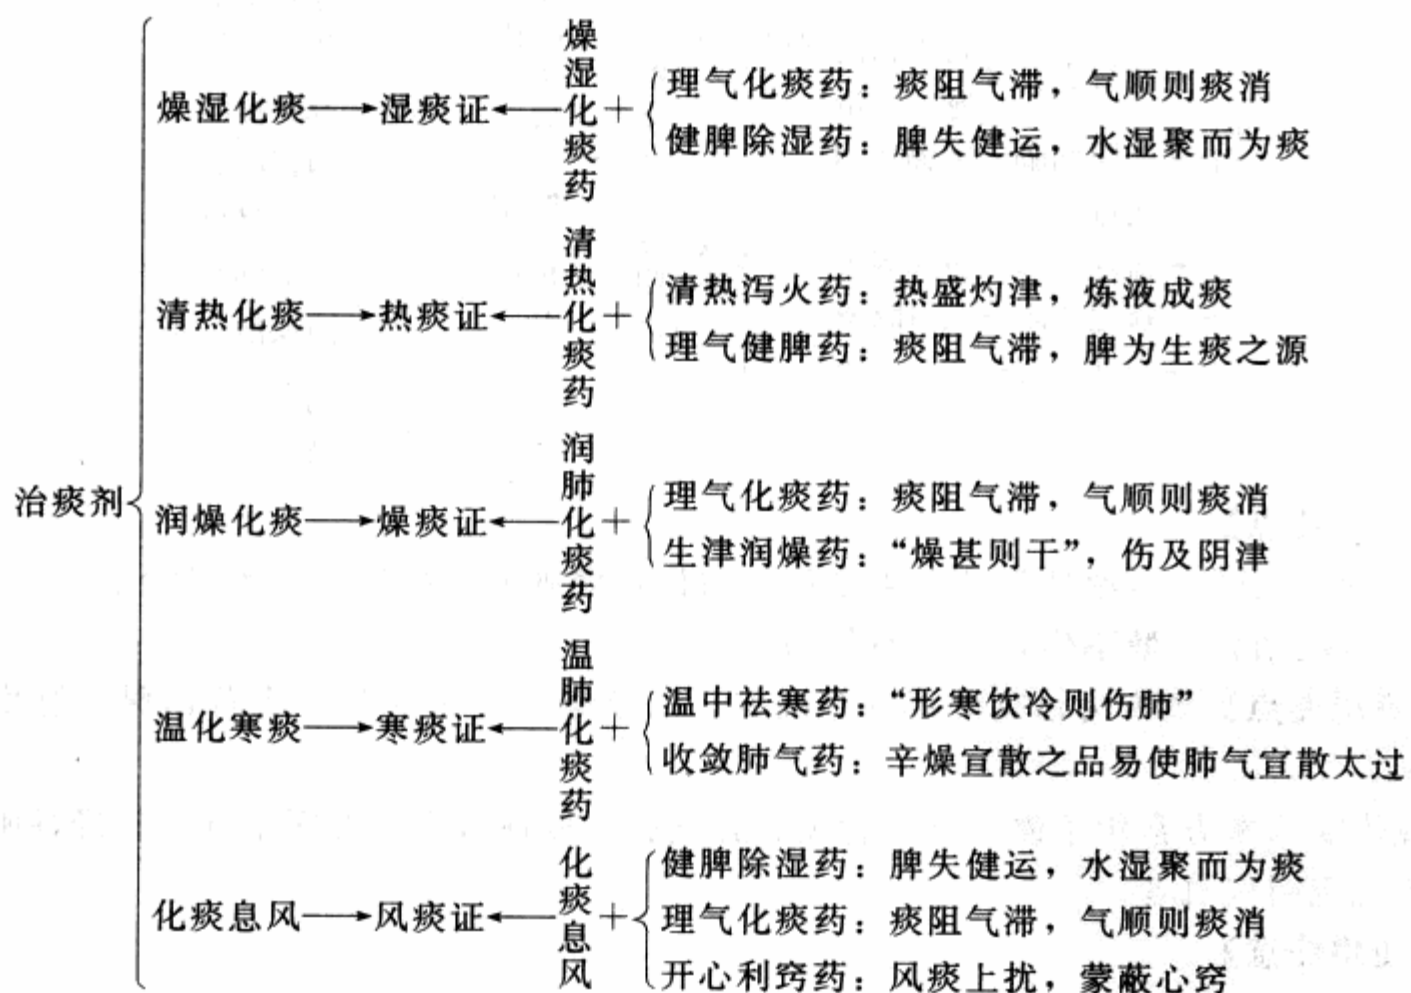 治痰剂
燥湿化痰
湿痰证
燥湿化痰药
+
理气化痰药：痰阻气滞，气顺则痰消
健脾除湿药：脾失健运，水湿聚而为痰
清热化痰
热痰证
清热化痰药
+
清热泻火药：热盛灼津，炼液成痰
理气健脾药：痰阻气滞，脾为生痰之源
润燥化痰
燥痰证
润肺化痰药
+
理气化痰药：痰阻气滞，气顺则痰消
生津润燥药：“燥甚则干”，伤及阴津
温化寒痰
寒痰证
温肺化痰药
+
温中祛寒药：“形寒饮冷则伤肺”
收敛肺气药：辛燥宣散之品易使肺气宣散太过
化痰息风
风痰证
化痰息风
+
健脾除湿药：脾失健运，水湿聚而为痰
理气化痰药：痰阻气滞，气顺则痰消
开心利窍药：风痰上扰，蒙蔽心窍